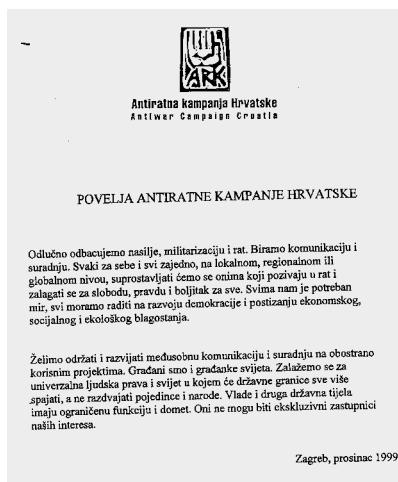 ARK
Antiratna kampanja Hrvatske
Antiwar Campaign Croatia
POVELJA ANTIRATNE KAMPANJE HRVATSKE
Odlučno odbacujemo nasilje, militarizaciju i rat. Biramo komunikaciju i
suradnju. Svaki za sebe i svi zajedno, na lokalnom, regionalnom ili
globalnom nivou, suprostavljati ćemo se onima koji pozivaju u rat i
zalagati se za slobodu, pravdu i boljitak za sve. Svima nam je potreban
mir, svi moramo raditi na razvoju demokracije i postizanju ekonomskog,
socijalnog i ekološkog blagostanja.
Želimo održati i razvijati međusobnu komunikaciju i suradnju na obostrano
korisnim projektima. Građani smo i građanke svijeta. Zalažemo se za
univerzalna ljudska prava i svijet u kojem će državne granice sve više
spajati, a ne razdvajati pojedince i narode. Vlade i druga državna tijela
imaju ograničenu funkciju i domet. Oni ne mogu biti ekskluzivni zastupnici
naših interesa.
Zagreb, prosinac 1999